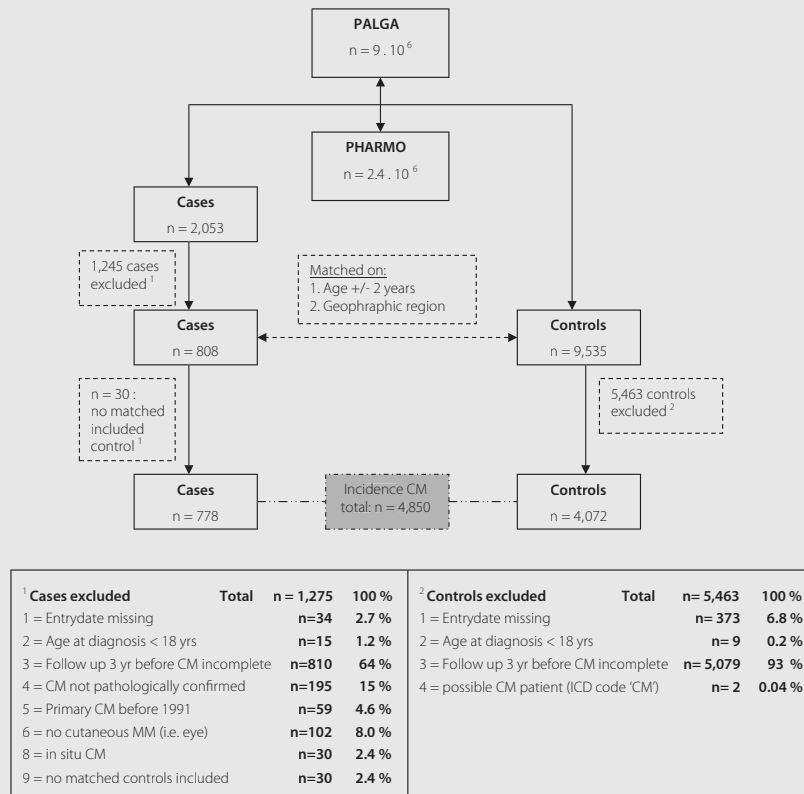 PALGA
n = 9 . 10 6
PHARMO
n = 2.4 . 10 6
Cases
n = 2,053
1,245 cases
excluded 1
Matched on:
1. Age +/- 2 years
2. Geophraphic region
Cases
n = 808
Controls
n = 9,535
n = 30 :
no matched
included
control 1
5,463 controls
excluded 2
Cases
n = 778
Incidence CM
total: n = 4,850
Controls
n = 4,072
1 Cases excluded Total n = 1,275 100 %
1 = Entrydate missing n=34 2.7 %
2 = Age at diagnosis < 18 yrs n=15 1.2 %
3 = Follow up 3 yr before CM incomplete n=810 64 %
4 = CM not pathologically confirmed n=195 15 %
5 = Primary CM before 1991 n=59 4.6 %
6 = no cutaneous MM (i.e. eye) n=102 8.0 %
8 = in situ CM n=30 2.4 %
9 = no matched controls included n=30 2.4 %
2 Controls excluded Total n= 5,463 100 %
1 = Entrydate missing n= 373 6.8 %
2 = Age at diagnosis < 18 yrs n= 9 0.2 %
3 = Follow up 3 yr before CM incomplete n= 5,079 93 %
4 = possible CM patient (ICD code ‘CM’) n= 2 0.04 %